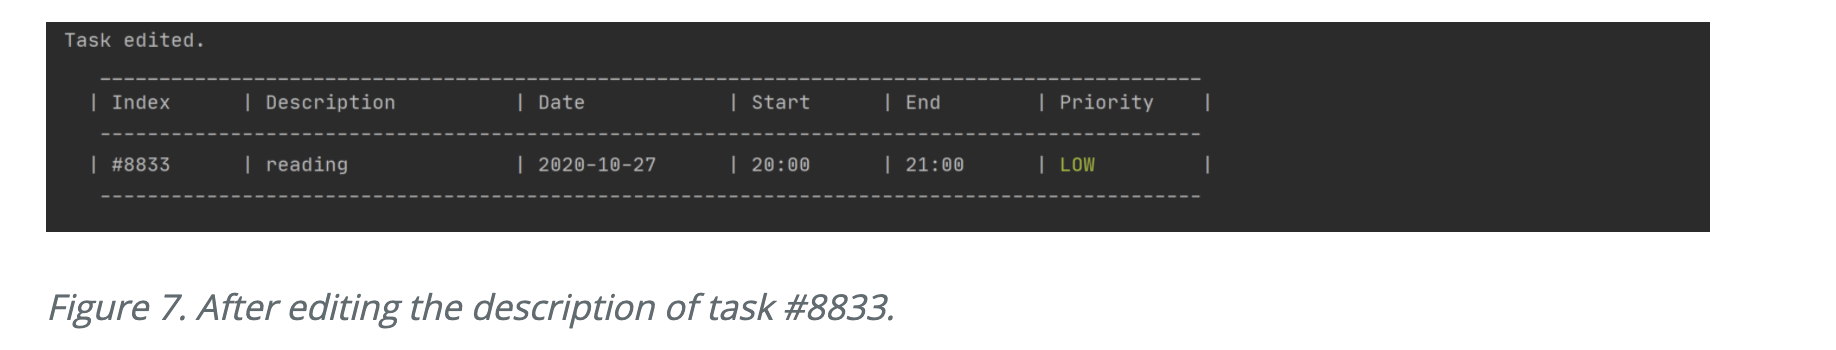 Task edited.
---------------------------------------------------------------------------------------------
| Index | Description | Date | Start | End | Priority |
---------------------------------------------------------------------------------------------
| #8833 | reading | 2020-10-27 | 20:00 | 21:00 | LOW |
---------------------------------------------------------------------------------------------
Figure 7. After editing the description of task #8833.